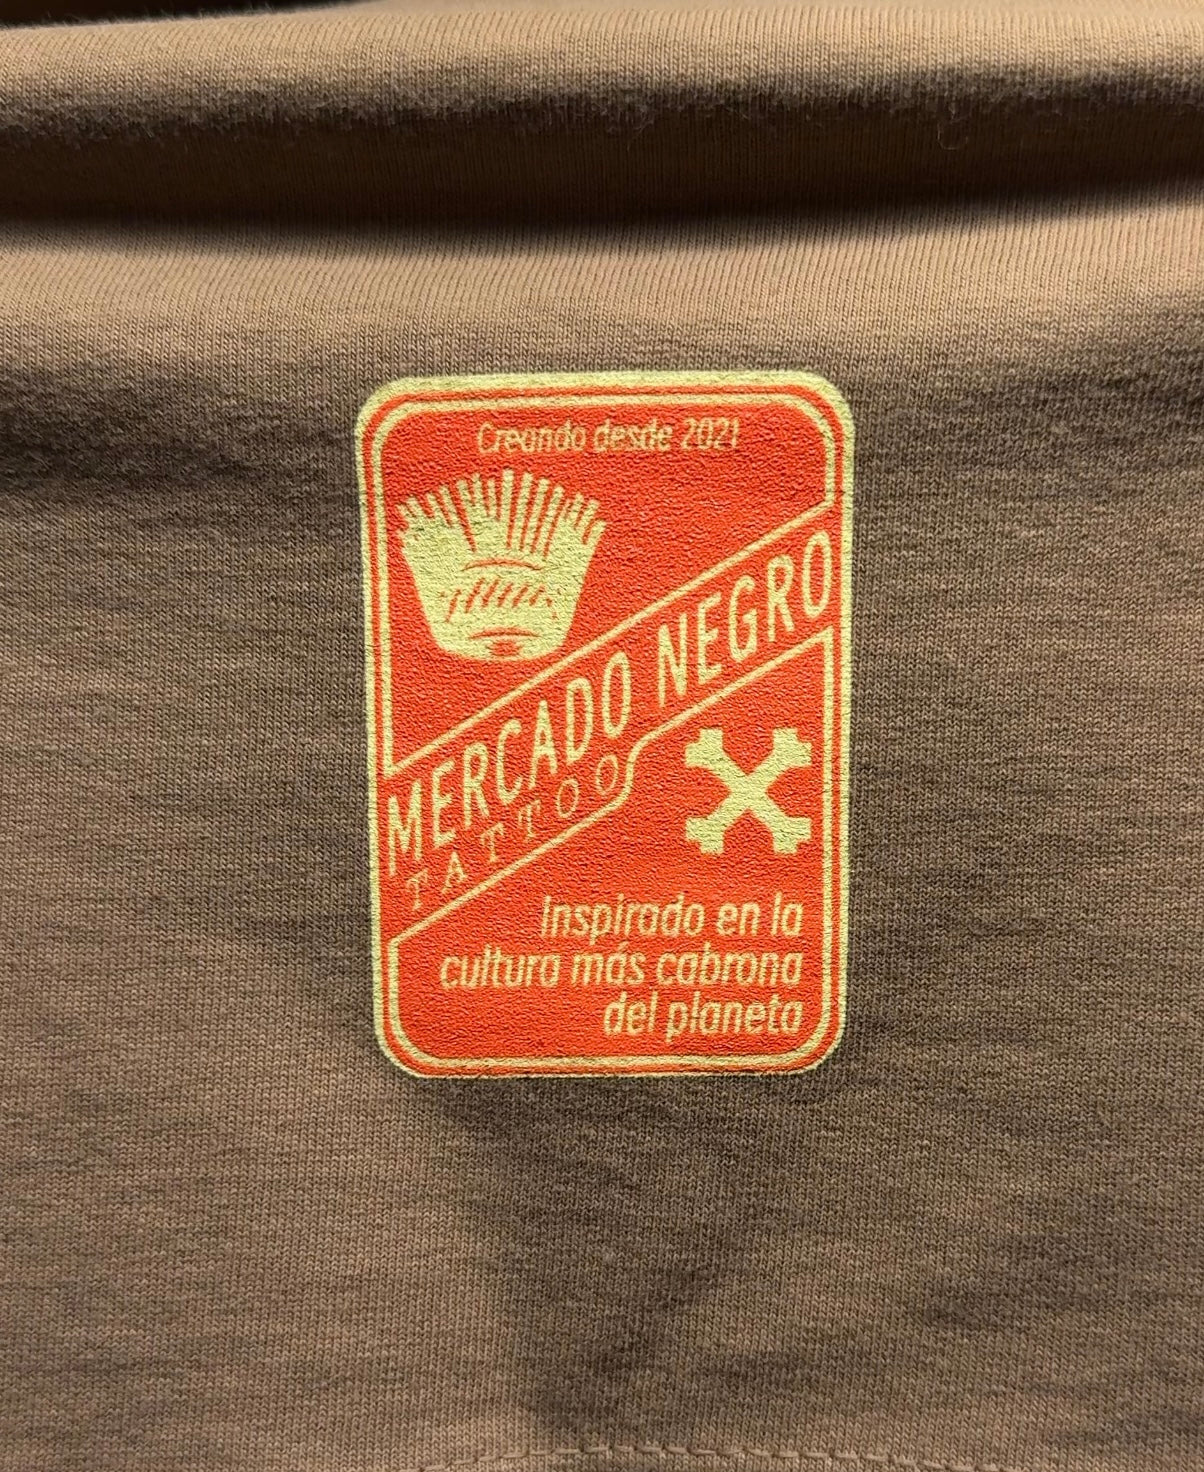 Creando desde 2021
MERCADO NEGRO
TATTOO
Inspirado en la
cultura más cabrona
del planeta